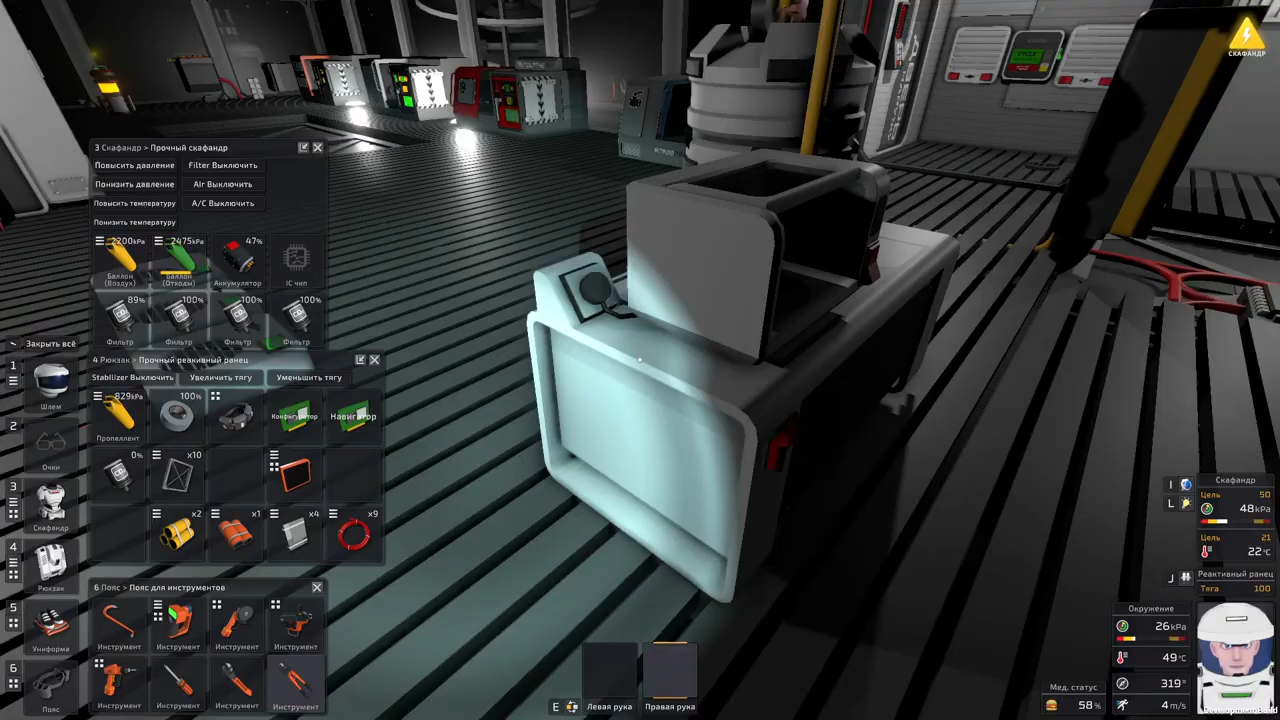 СКАФАНДР
3 Скафандр > Прочный скафандр
Повысить давление
Filter Выключить
Понизить давление
AIr Выключить
Повысить температуру
A/C Выключить
Понизить температуру
2200kPa
2475kPa
47%
Баллон (Воздух)
Баллон (Отходы)
Аккумулятор
IC чип
89%
100%
100%
100%
Фильтр
Фильтр
Фильтр
Фильтр
Закрыть всё
4 Рюкзак > Прочный реактивный ранец
StabIlizer Выключить
Увеличить тягу
Уменьшить тягу
829kPa
100%
Конфигуратор
Навигатор
Пропеллент
0%
x10
x2
x1
x4
x9
1
Шлем
2
Очки
3
Скафандр
4
Рюкзак
5
Униформа
6
Пояс
6 Пояс > Пояс для инструментов
Инструмент
Инструмент
Инструмент
Инструмент
Инструмент
Инструмент
Инструмент
Инструмент
E
Левая рука
Правая рука
I
L
Скафандр
Цель 50
48kPa
Цель 21
22°C
J
Реактивный ранец
Тяга 100
Окружение
26kPa
49°C
319°
4 m/s
Мед. статус
58 %
Development Build